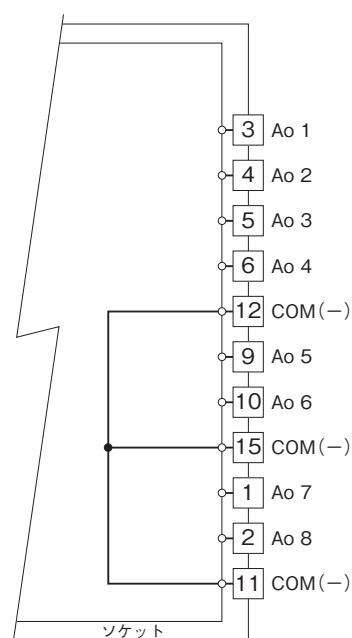 3 Ao 1
4 Ao 2
5 Ao 3
6 Ao 4
12 COM(−)
9 Ao 5
10 Ao 6
15 COM(−)
1 Ao 7
2 Ao 8
11 COM(−)
ソケット